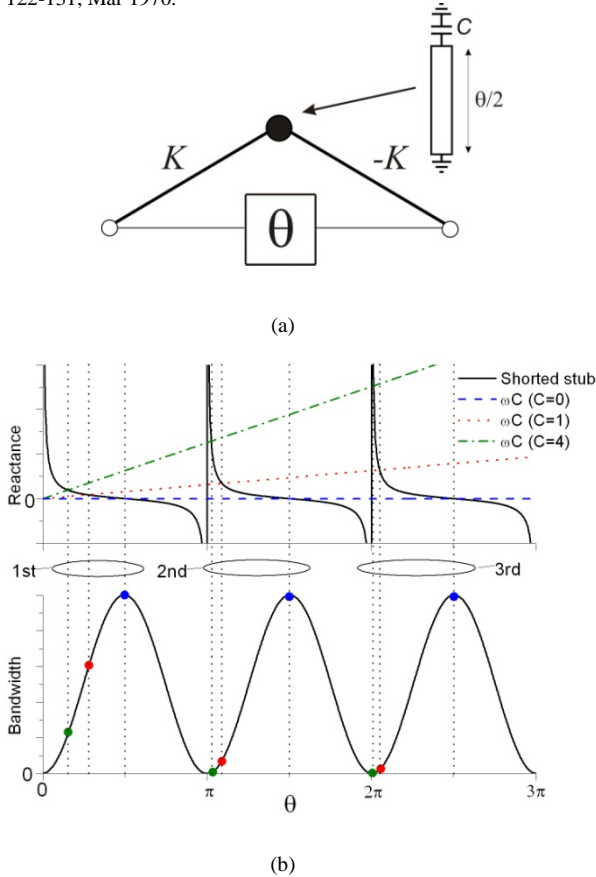 122-131, Mar 1970.
C
θ/2
K
-K
θ
(a)
Reactance
0
Shorted stub
ωC (C=0)
ωC (C=1)
ωC (C=4)
1st
2nd
3rd
Bandwidth
0
0
π
2π
3π
θ
(b)